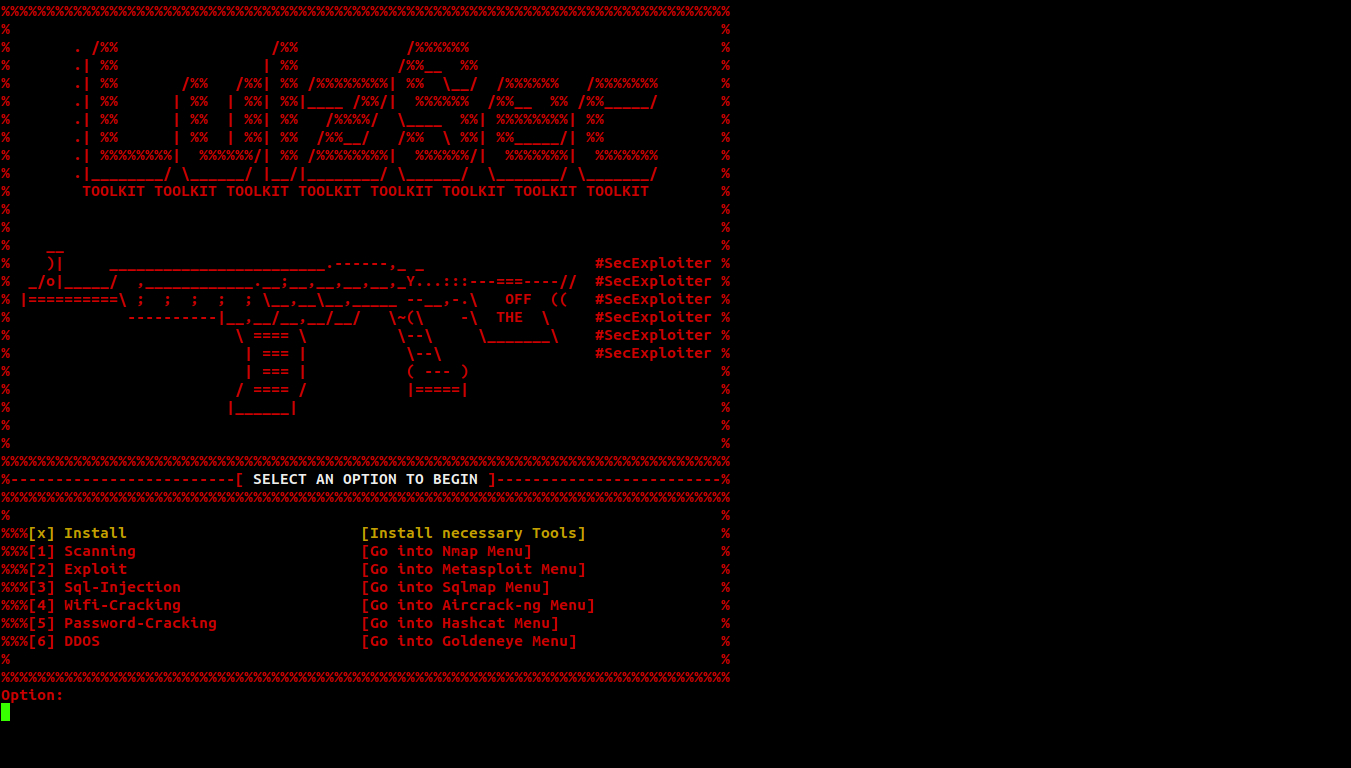 TOOLKIT TOOLKIT TOOLKIT TOOLKIT TOOLKIT TOOLKIT TOOLKIT TOOLKIT
#SecExploiter
#SecExploiter
OFF #SecExploiter
THE #SecExploiter
#SecExploiter
#SecExploiter
[ SELECT AN OPTION TO BEGIN ]
[x] Install [Install necessary Tools]
[1] Scanning [Go into Nmap Menu]
[2] Exploit [Go into Metasploit Menu]
[3] Sql-Injection [Go into Sqlmap Menu]
[4] Wifi-Cracking [Go into Aircrack-ng Menu]
[5] Password-Cracking [Go into Hashcat Menu]
[6] DDOS [Go into Goldeneye Menu]
Option: